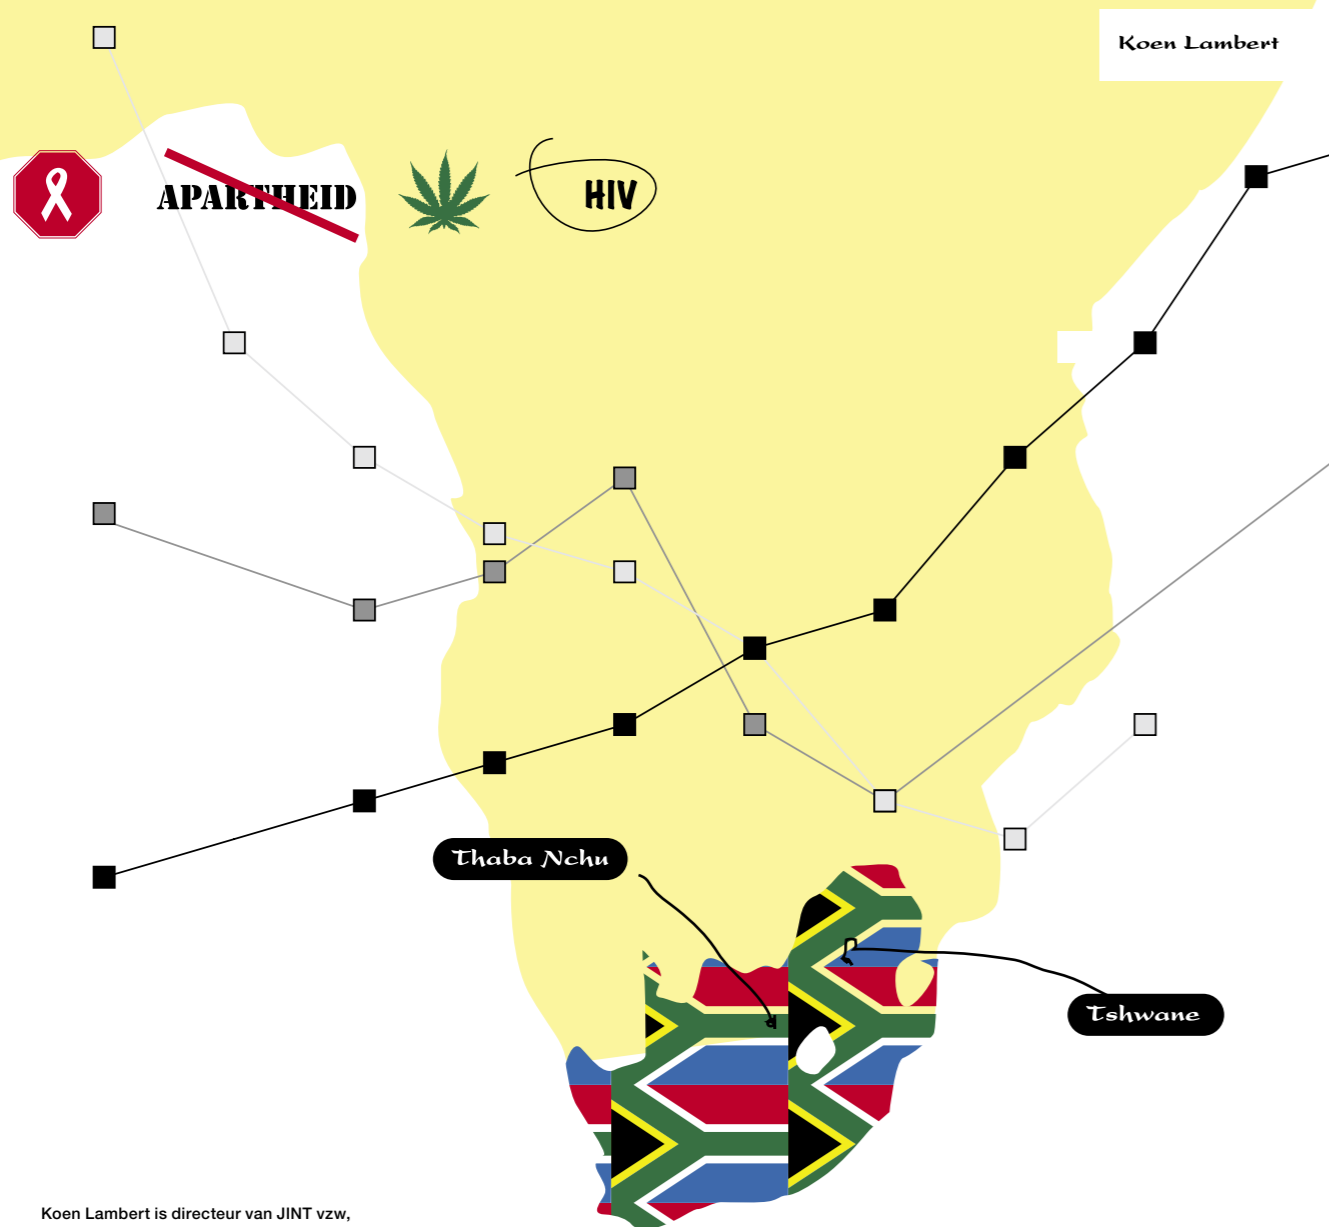 Koen Lambert
APARTHEID
HIV
Thaba Nchu
Tshwane
Koen Lambert is directeur van JINT vzw,